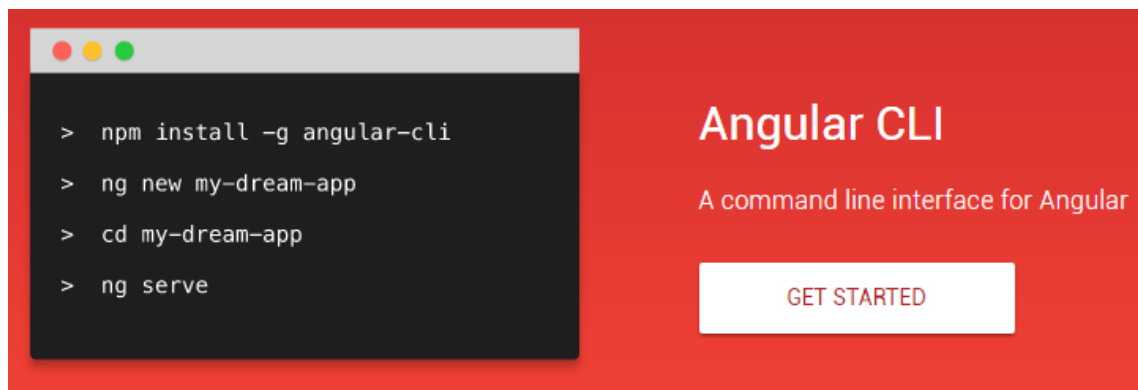 > npm install -g angular-cli
> ng new my-dream-app
> cd my-dream-app
> ng serve
Angular CLI
A command line interface for Angular
GET STARTED